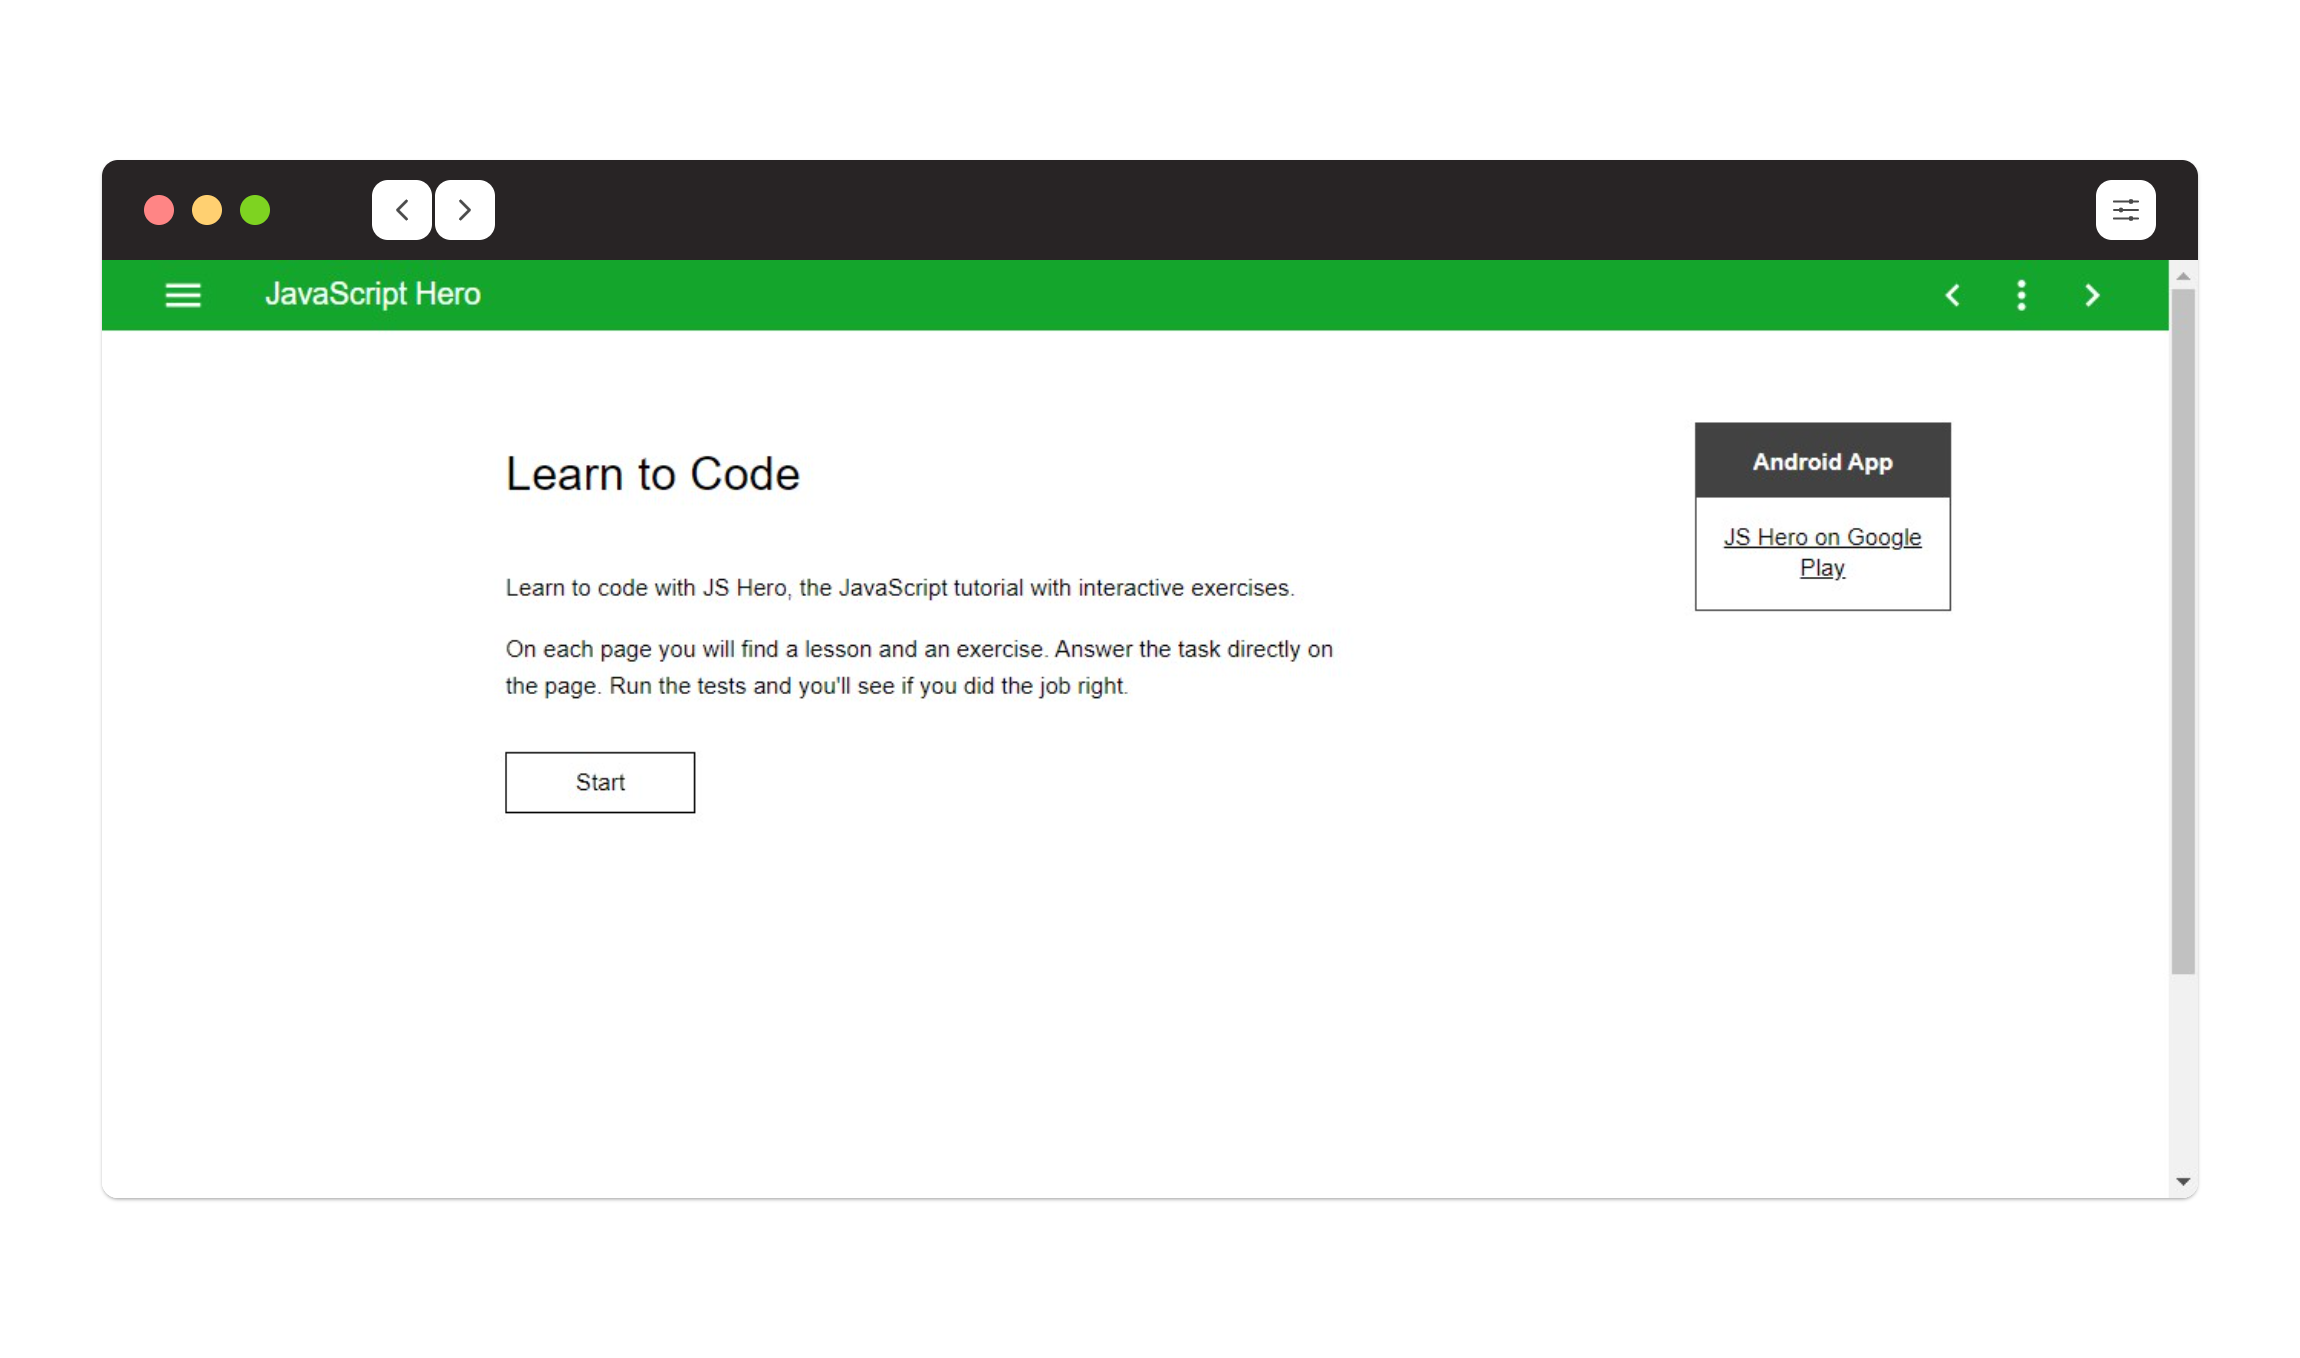 JavaScript Hero
Learn to Code
Learn to code with JS Hero, the JavaScript tutorial with interactive exercises.
On each page you will find a lesson and an exercise. Answer the task directly on
the page. Run the tests and you'll see if you did the job right.
Start
Android App
JS Hero on Google
Play